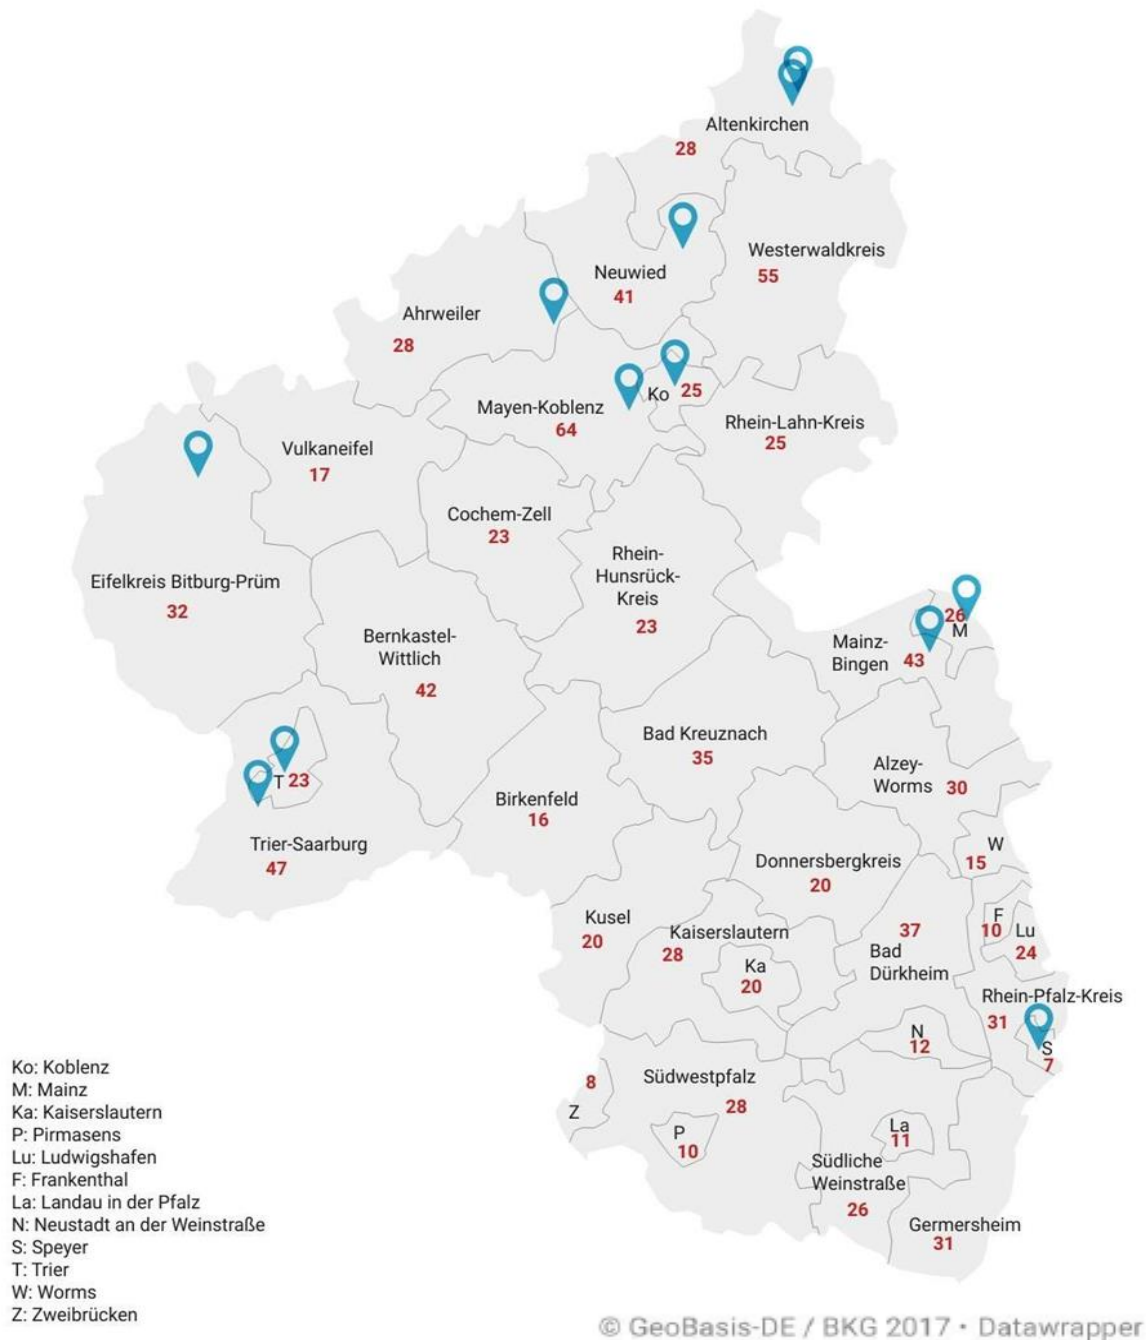 Altenkirchen
28
Westerwaldkreis
55
Neuwied
41
Ahrweiler
28
Ko 25
Mayen-Koblenz
64
Rhein-Lahn-Kreis
25
Vulkaneifel
17
Cochem-Zell
23
Rhein-
Hunsrück-
Kreis
23
Eifelkreis Bitburg-Prüm
32
26
M
Mainz-
Bingen 43
Bernkastel-
Wittlich
42
Bad Kreuznach
35
Alzey-
Worms 30
T 23
Birkenfeld
16
Trier-Saarburg
47
W
15
Donnersbergkreis
20
Kusel
20
Kaiserslautern
28
Ka
20
37
Bad
Dürkheim
F
10
Lu
24
Rhein-Pfalz-Kreis
31
N
12
S
7
8
Z
Südwestpfalz
28
P
10
La
11
Südliche
Weinstraße
26
Germersheim
31
Ko: Koblenz
M: Mainz
Ka: Kaiserslautern
P: Pirmasens
Lu: Ludwigshafen
F: Frankenthal
La: Landau in der Pfalz
N: Neustadt an der Weinstraße
S: Speyer
T: Trier
W: Worms
Z: Zweibrücken
© GeoBasis-DE / BKG 2017 • Datawrapper